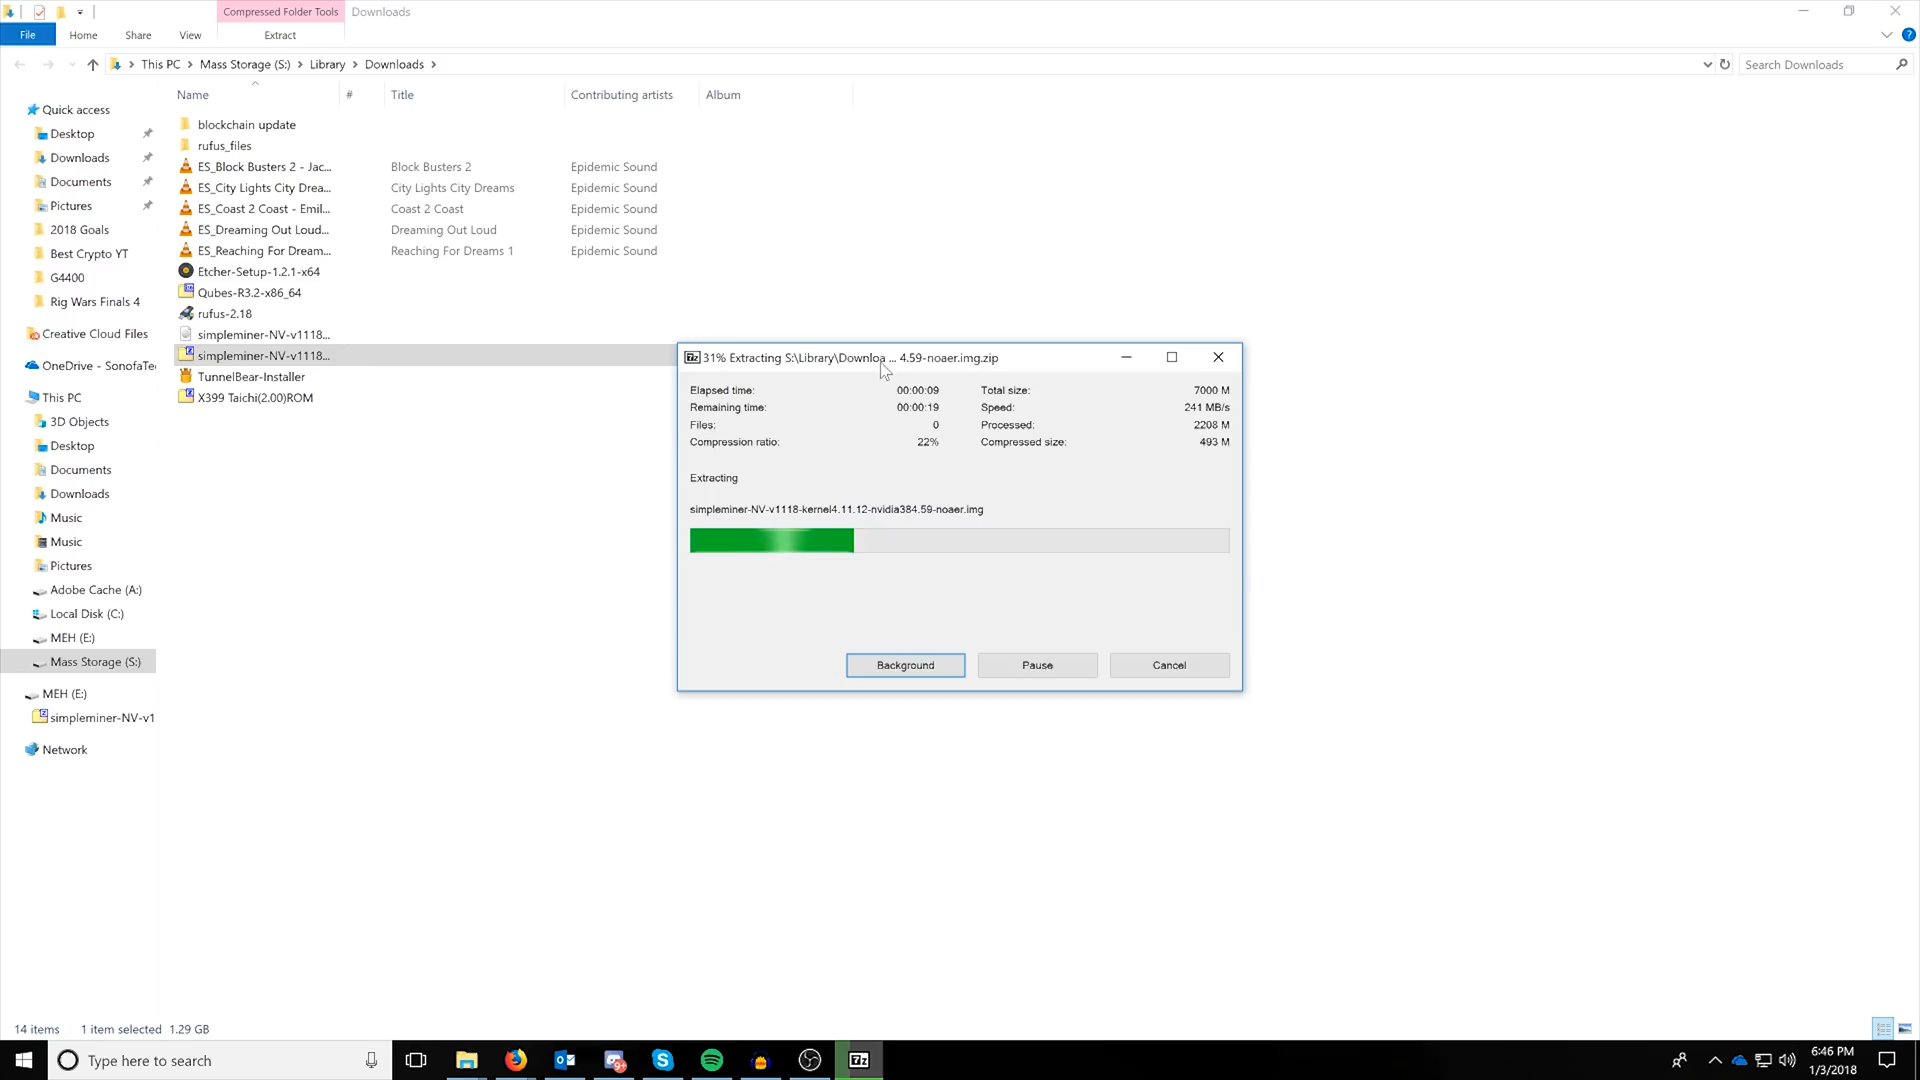 Compressed Folder Tools
Downloads
File
Home
Share
View
Extract
This PC > Mass Storage (S:) > Library > Downloads >
Search Downloads
Name
#
Title
Contributing artists
Album
Quick access
Desktop
Downloads
Documents
Pictures
2018 Goals
Best Crypto YT
G4400
Rig Wars Finals 4
Creative Cloud Files
OneDrive - SonofaTe
This PC
3D Objects
Desktop
Documents
Downloads
Music
Music
Pictures
Adobe Cache (A:)
Local Disk (C:)
MEH (E:)
Mass Storage (S:)
MEH (E:)
simpleminer-NV-v1
Network
blockchain update
rufus_files
ES_Block Busters 2 - Jac... Block Busters 2 Epidemic Sound
ES_City Lights City Drea... City Lights City Dreams Epidemic Sound
ES_Coast 2 Coast - Emil... Coast 2 Coast Epidemic Sound
ES_Dreaming Out Loud... Dreaming Out Loud Epidemic Sound
ES_Reaching For Dream... Reaching For Dreams 1 Epidemic Sound
Etcher-Setup-1.2.1-x64
Qubes-R3.2-x86_64
rufus-2.18
simpleminer-NV-v1118...
simpleminer-NV-v1118...
TunnelBear-Installer
X399 Taichi(2.00)ROM
31% Extracting S:\Library\Downloa ... 4.59-noaer.img.zip
Elapsed time: 00:00:09 Total size: 7000 M
Remaining time: 00:00:19 Speed: 241 MB/s
Files: 0 Processed: 2208 M
Compression ratio: 22% Compressed size: 493 M
Extracting
simpleminer-NV-v1118-kernel4.11.12-nvidia384.59-noaer.img
Background
Pause
Cancel
14 items 1 item selected 1.29 GB
Type here to search
9+
6:46 PM
1/3/2018